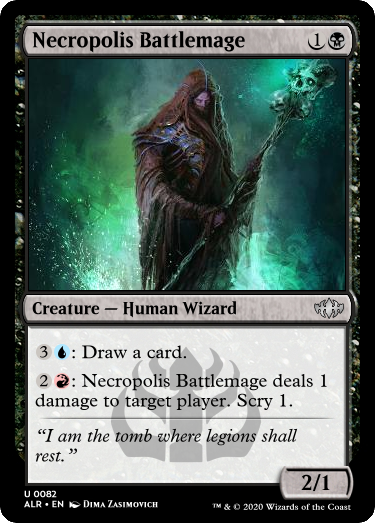 Necropolis Battlemage 1
Creature — Human Wizard
3 : Draw a card.
2 : Necropolis Battlemage deals 1
damage to target player. Scry 1.
“I am the tomb where legions shall
rest.”
2/1
U 0082
ALR • EN Dima Zasimovich
™ & © 2020 Wizards of the Coast